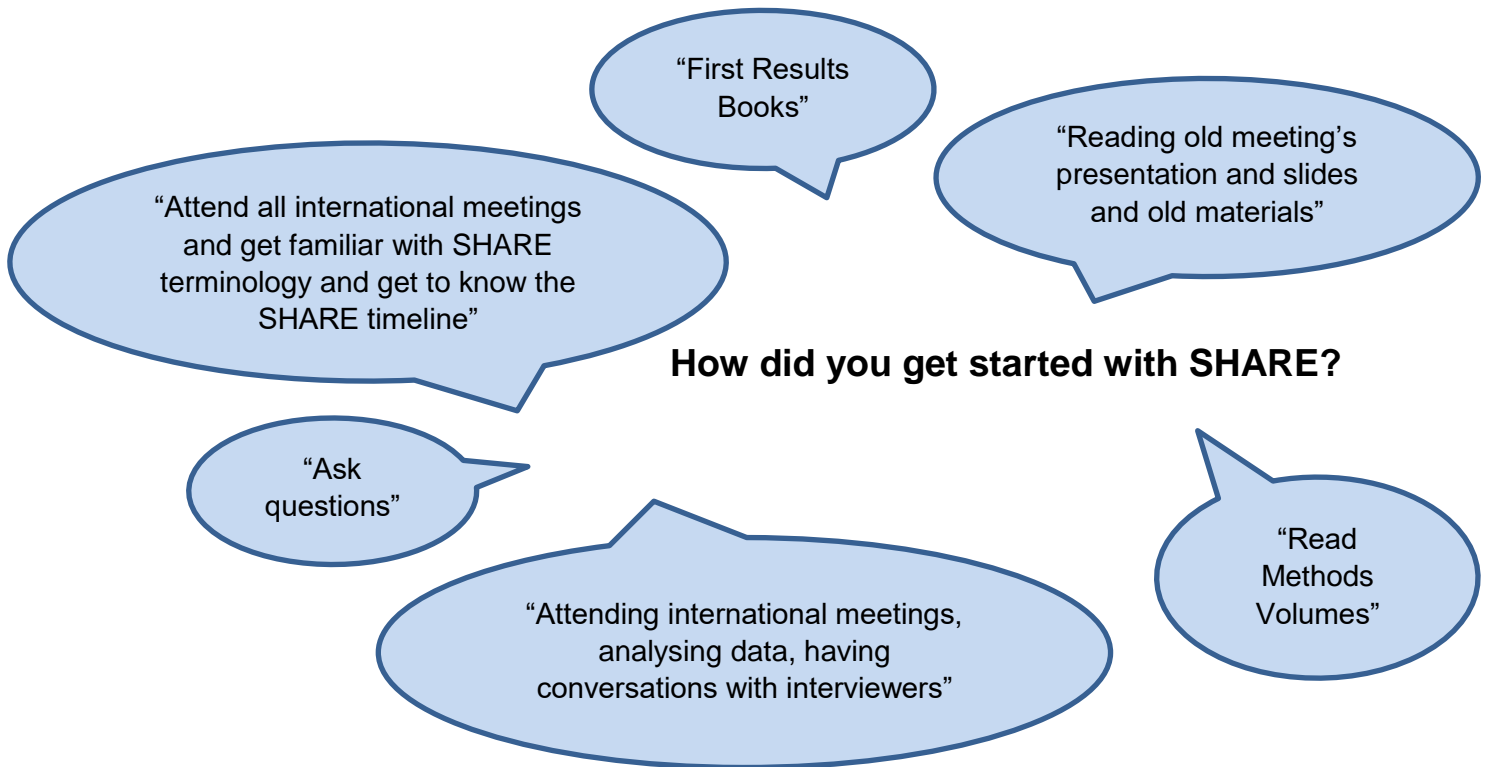 “First Results
Books”
“Reading old meeting’s
presentation and slides
and old materials”
“Attend all international meetings
and get familiar with SHARE
terminology and get to know the
SHARE timeline”
How did you get started with SHARE?
“Ask
questions”
“Read
Methods
Volumes”
“Attending international meetings,
analysing data, having
conversations with interviewers”